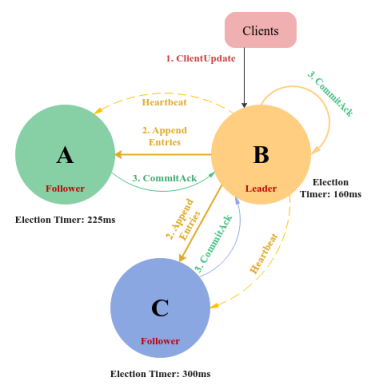 Clients
1. ClientUpdate
3. CommitAck
Heartbeat
2. Append
Entries
A
Follower
B
Leader
3. CommitAck
Election
Timer: 160ms
Election Timer: 225ms
2. Append
Entries
3. CommitAck
Heartbeat
C
Follower
Election Timer: 300ms